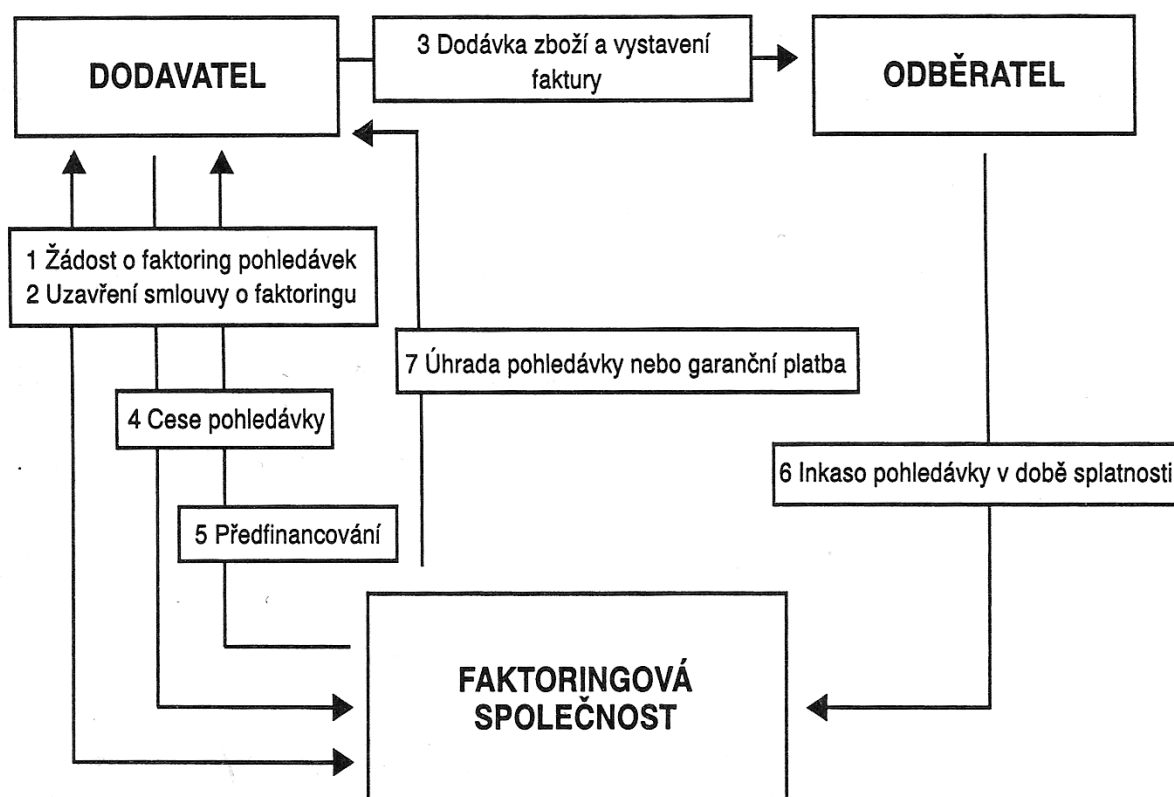 DODAVATEL
3 Dodávka zboží a vystavení
faktury
ODBĚRATEL
1 Žádost o faktoring pohledávek
2 Uzavření smlouvy o faktoringu
7 Úhrada pohledávky nebo garanční platba
4 Cese pohledávky
6 Inkaso pohledávky v době splatnosti
5 Předfinancování
FAKTORINGOVÁ
SPOLEČNOST